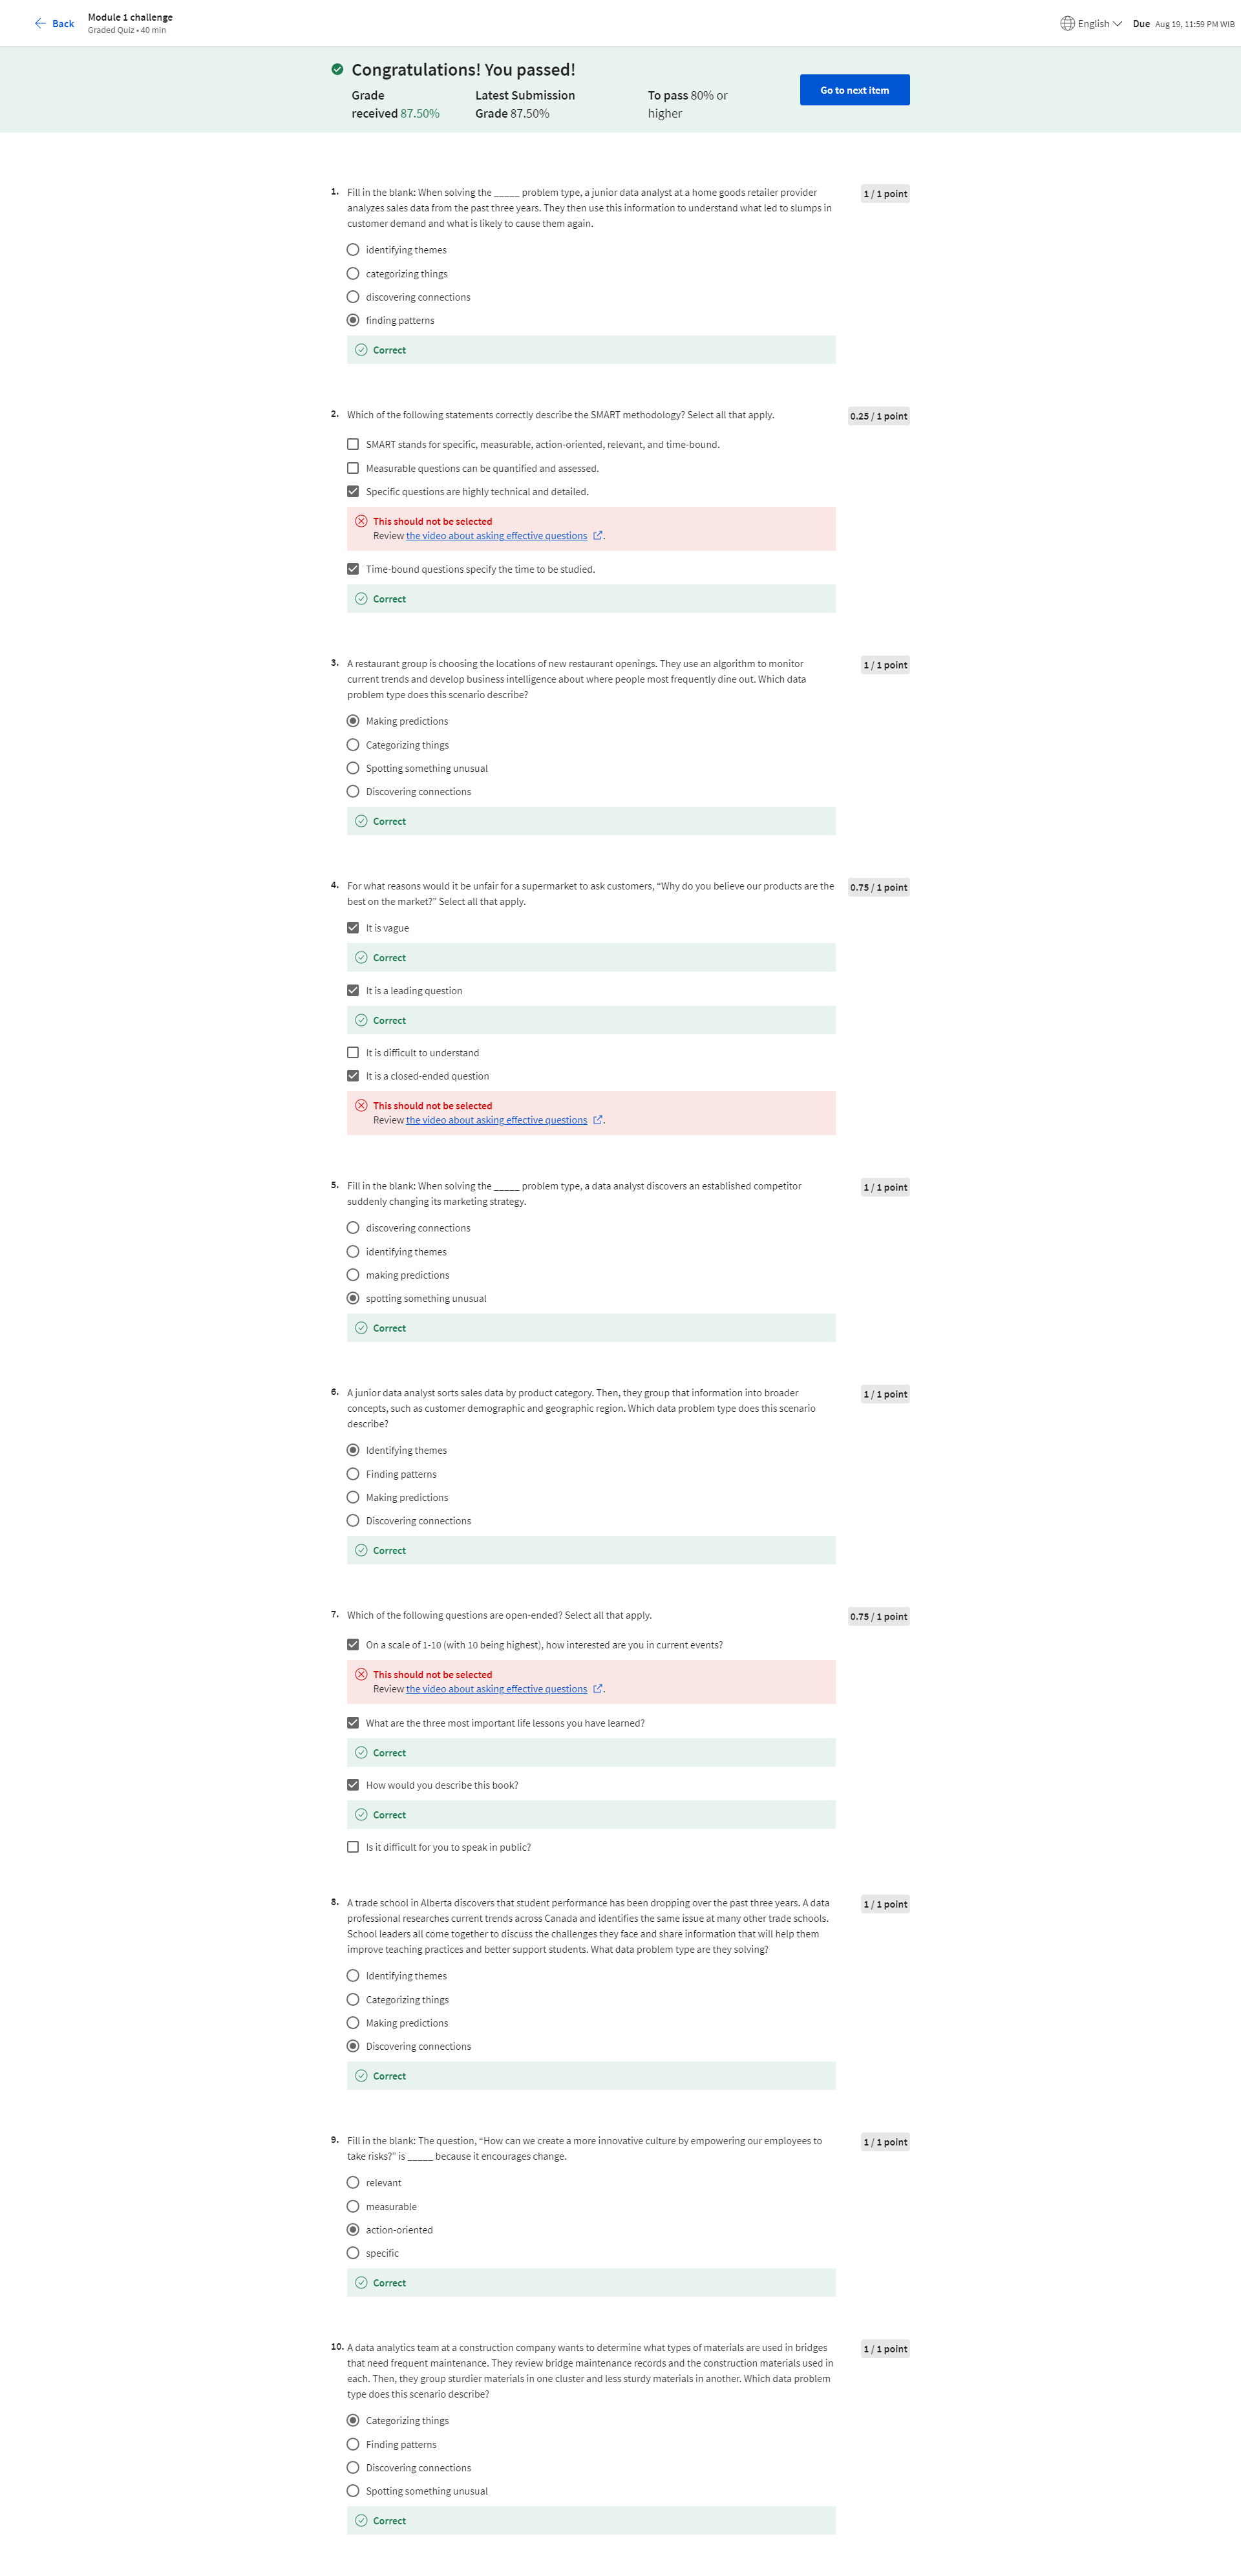 Back
Module 1 challenge
Graded Quiz • 40 min
English
Due Aug 19, 11:59 PM WIB
Congratulations! You passed!
Grade
received 87.50%
Latest Submission
Grade 87.50%
To pass 80% or
higher
Go to next item
1. Fill in the blank: When solving the _____ problem type, a junior data analyst at a home goods retailer provider
analyzes sales data from the past three years. They then use this information to understand what led to slumps in
customer demand and what is likely to cause them again.
1 / 1 point
identifying themes
categorizing things
discovering connections
finding patterns
Correct
2. Which of the following statements correctly describe the SMART methodology? Select all that apply.
0.25 / 1 point
SMART stands for specific, measurable, action-oriented, relevant, and time-bound.
Measurable questions can be quantified and assessed.
Specific questions are highly technical and detailed.
This should not be selected
Review the video about asking effective questions .
Time-bound questions specify the time to be studied.
Correct
3. A restaurant group is choosing the locations of new restaurant openings. They use an algorithm to monitor
current trends and develop business intelligence about where people most frequently dine out. Which data
problem type does this scenario describe?
1 / 1 point
Making predictions
Categorizing things
Spotting something unusual
Discovering connections
Correct
4. For what reasons would it be unfair for a supermarket to ask customers, “Why do you believe our products are the
best on the market?” Select all that apply.
0.75 / 1 point
It is vague
Correct
It is a leading question
Correct
It is difficult to understand
It is a closed-ended question
This should not be selected
Review the video about asking effective questions .
5. Fill in the blank: When solving the _____ problem type, a data analyst discovers an established competitor
suddenly changing its marketing strategy.
1 / 1 point
discovering connections
identifying themes
making predictions
spotting something unusual
Correct
6. A junior data analyst sorts sales data by product category. Then, they group that information into broader
concepts, such as customer demographic and geographic region. Which data problem type does this scenario
describe?
1 / 1 point
Identifying themes
Finding patterns
Making predictions
Discovering connections
Correct
7. Which of the following questions are open-ended? Select all that apply.
0.75 / 1 point
On a scale of 1-10 (with 10 being highest), how interested are you in current events?
This should not be selected
Review the video about asking effective questions .
What are the three most important life lessons you have learned?
Correct
How would you describe this book?
Correct
Is it difficult for you to speak in public?
8. A trade school in Alberta discovers that student performance has been dropping over the past three years. A data
professional researches current trends across Canada and identifies the same issue at many other trade schools.
School leaders all come together to discuss the challenges they face and share information that will help them
improve teaching practices and better support students. What data problem type are they solving?
1 / 1 point
Identifying themes
Categorizing things
Making predictions
Discovering connections
Correct
9. Fill in the blank: The question, “How can we create a more innovative culture by empowering our employees to
take risks?” is _____ because it encourages change.
1 / 1 point
relevant
measurable
action-oriented
specific
Correct
10. A data analytics team at a construction company wants to determine what types of materials are used in bridges
that need frequent maintenance. They review bridge maintenance records and the construction materials used in
each. Then, they group sturdier materials in one cluster and less sturdy materials in another. Which data problem
type does this scenario describe?
1 / 1 point
Categorizing things
Finding patterns
Discovering connections
Spotting something unusual
Correct